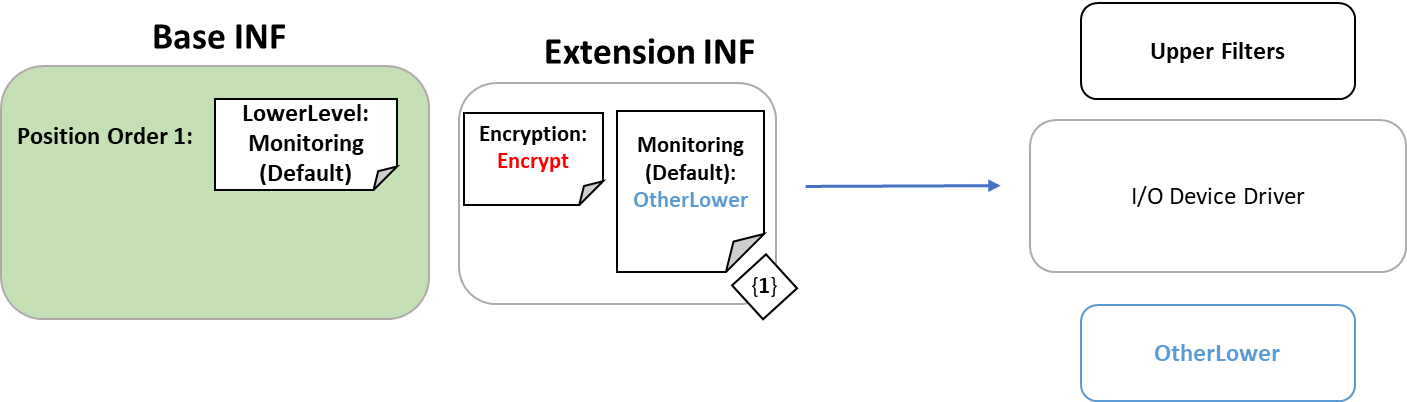 Base INF
Position Order 1:
LowerLevel:
Monitoring
(Default)
Extension INF
Encryption:
Encrypt
Monitoring
(Default):
OtherLower
{1}
Upper Filters
I/O Device Driver
OtherLower